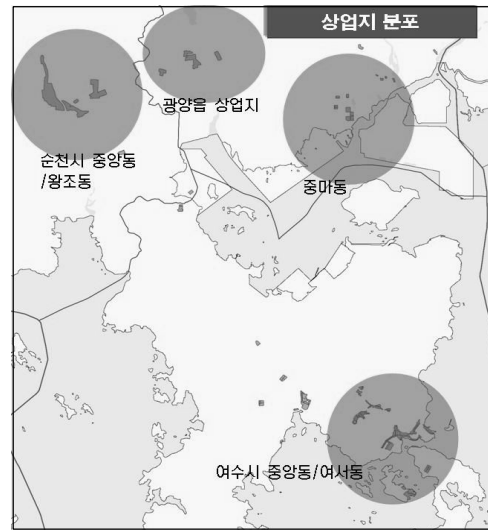 상업지 분포
광양읍 상업지
순천시 중앙동
/왕조동
중마동
여수시 중앙동/여서동